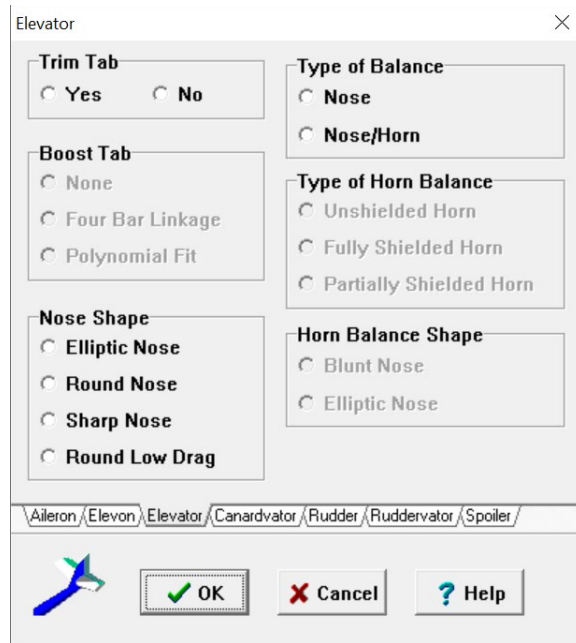 Elevator
Trim Tab
Yes No
Boost Tab
None
Four Bar Linkage
Polynomial Fit
Nose Shape
Elliptic Nose
Round Nose
Sharp Nose
Round Low Drag
Type of Balance
Nose
Nose/Horn
Type of Horn Balance
Unshielded Horn
Fully Shielded Horn
Partially Shielded Horn
Horn Balance Shape
Blunt Nose
Elliptic Nose
Aileron Elevon Elevator Canardvator Rudder Ruddervator Spoiler
OK Cancel ? Help